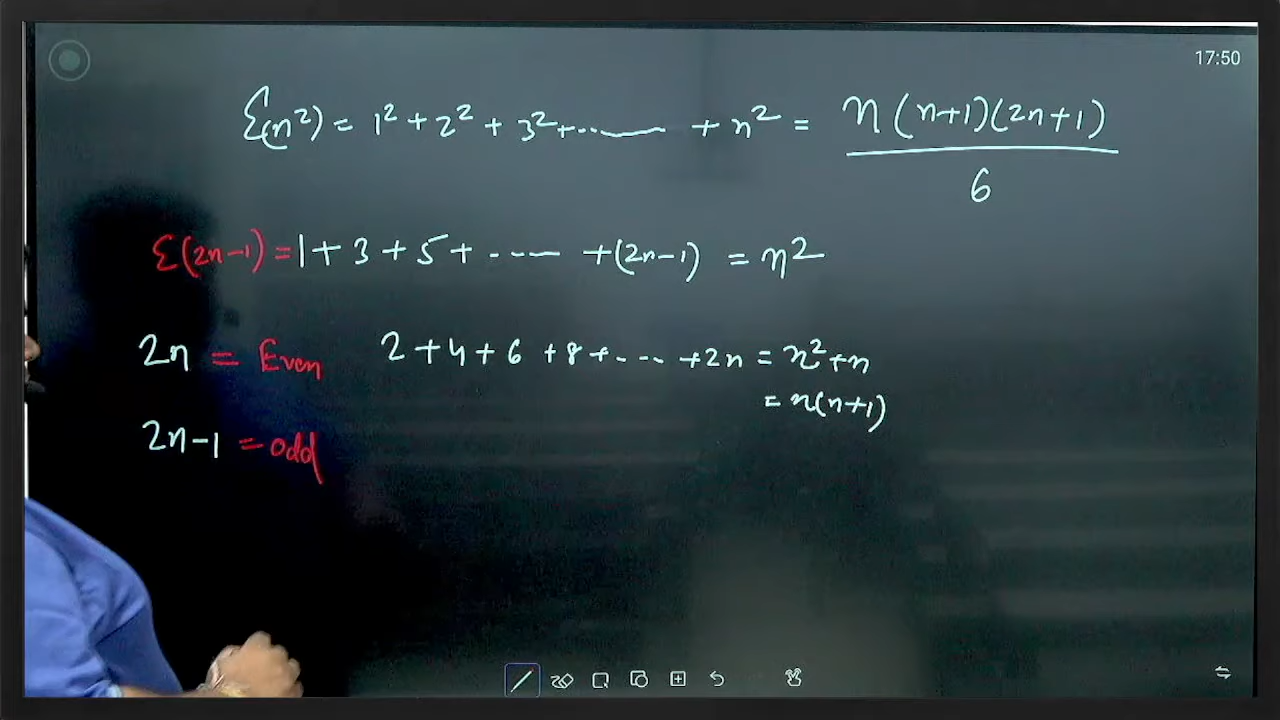 17:50
Σ(n²) = 1² + 2² + 3² + ... + n² = n(n+1)(2n+1) / 6
Σ(2n-1) = 1 + 3 + 5 + ... + (2n-1) = n²
2n = Even 2 + 4 + 6 + 8 + ... + 2n = n² + n
= n(n+1)
2n-1 = odd